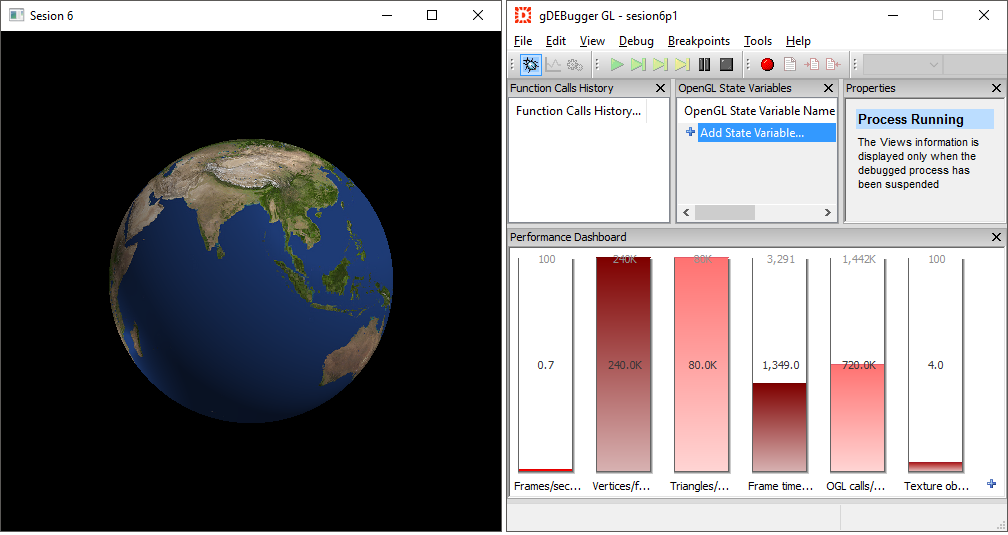 Sesion 6
gDEBugger GL - sesion6p1
File Edit View Debug Breakpoints Tools Help
Function Calls History
OpenGL State Variables
Properties
Function Calls History...
OpenGL State Variable Name
Add State Variable...
Process Running
The 'Views information is
displayed only when the
debugged process has
been suspended
Performance Dashboard
100 240K 80K 3,291 1,442K 100
0.7 240.0K 80.0K 1,349.0 720.0K 4.0
Frames/sec... Vertices/f... Triangles/... Frame time... OGL calls/... Texture ob...